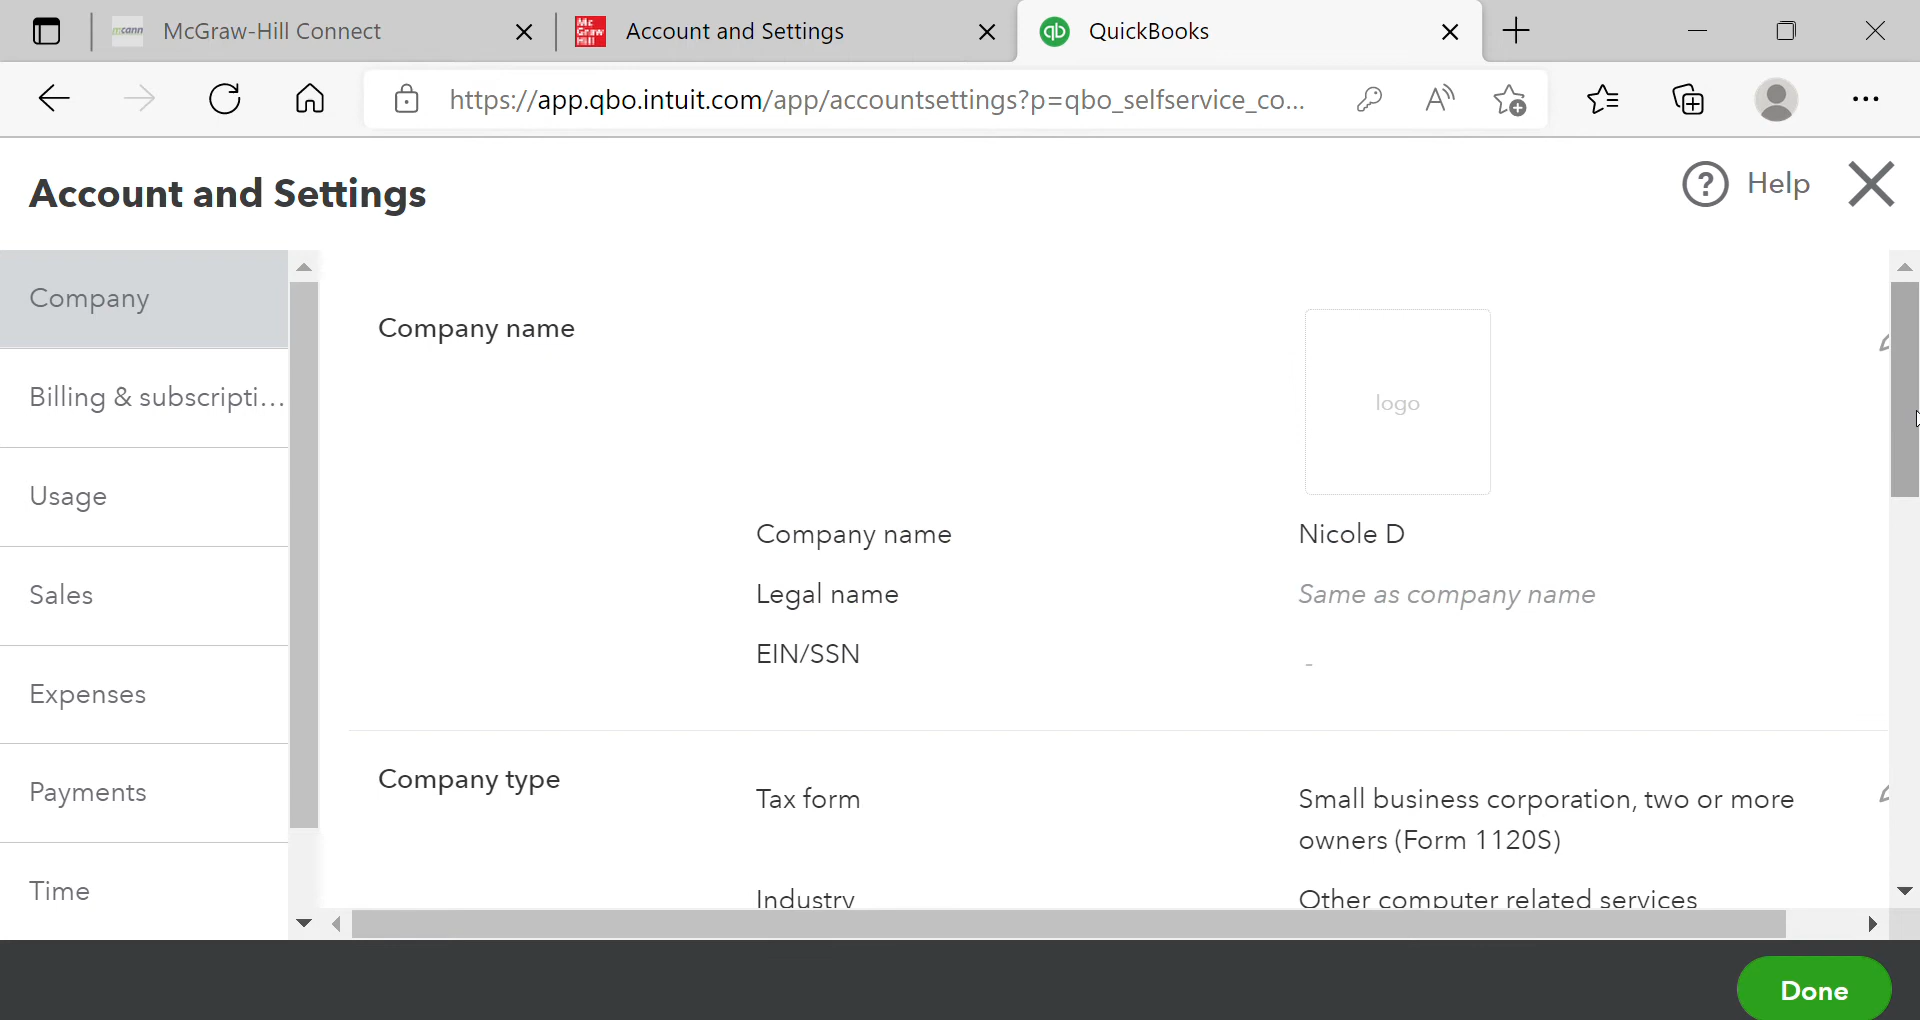 McGraw-Hill Connect
Account and Settings
QuickBooks
https://app.qbo.intuit.com/app/accountsettings?p=qbo_selfservice_co...
Account and Settings
Help
Company
Billing & subscripti...
Usage
Sales
Expenses
Payments
Time
Company name
logo
Company name Nicole D
Legal name Same as company name
EIN/SSN -
Company type
Tax form Small business corporation, two or more
owners (Form 1120S)
Industry Other computer related services
Done